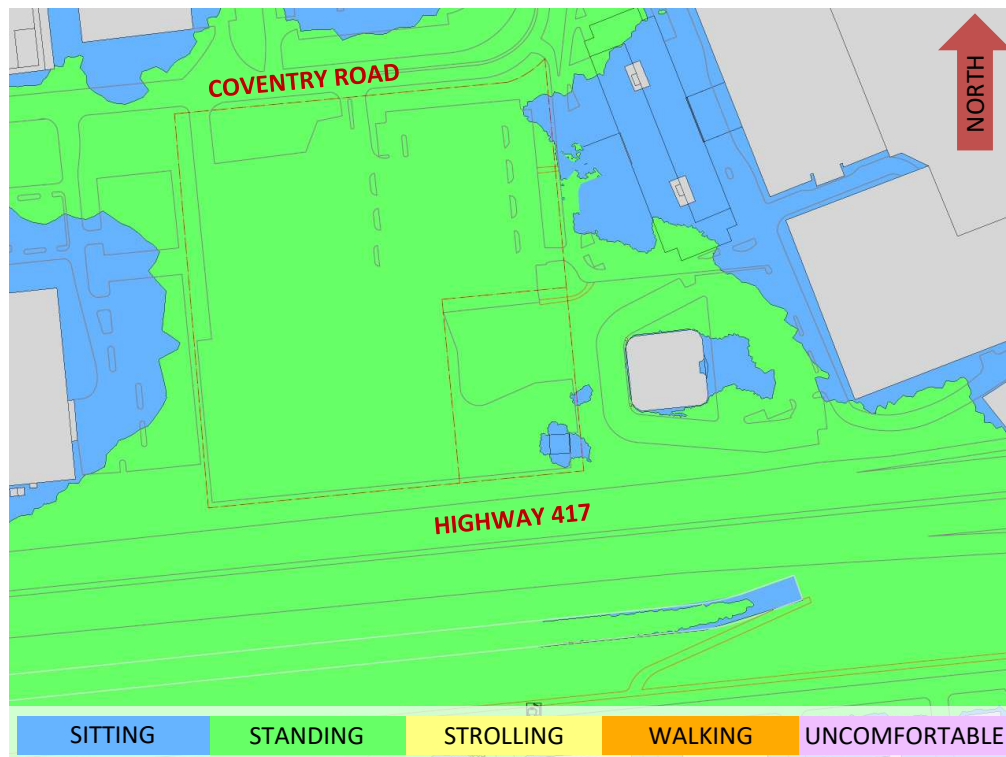 COVENTRY ROAD
NORTH
HIGHWAY 417
SITTING
STANDING
STROLLING
WALKING
UNCOMFORTABLE